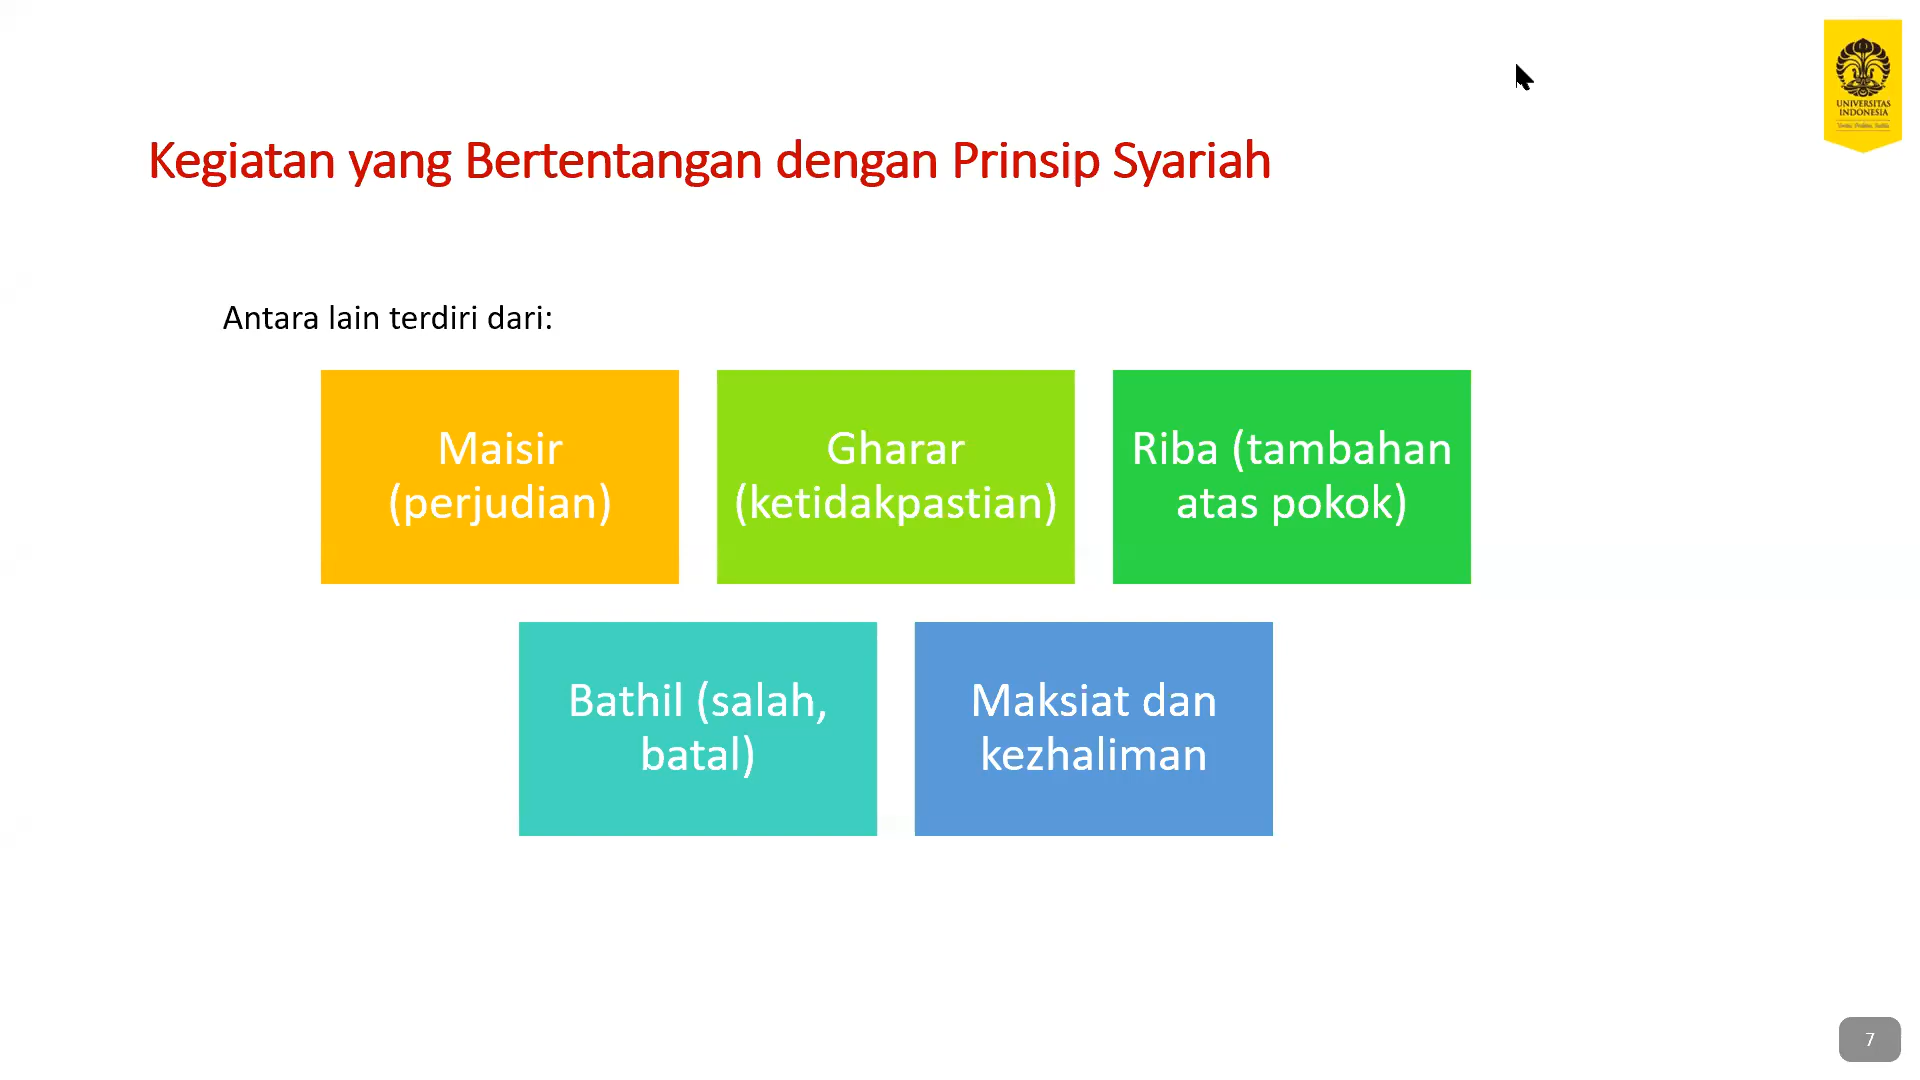 UNIVERSITAS
INDONESIA
Kegiatan yang Bertentangan dengan Prinsip Syariah
Antara lain terdiri dari:
Maisir
(perjudian)
Gharar
(ketidakpastian)
Riba (tambahan
atas pokok)
Bathil (salah,
batal)
Maksiat dan
kezhaliman
7